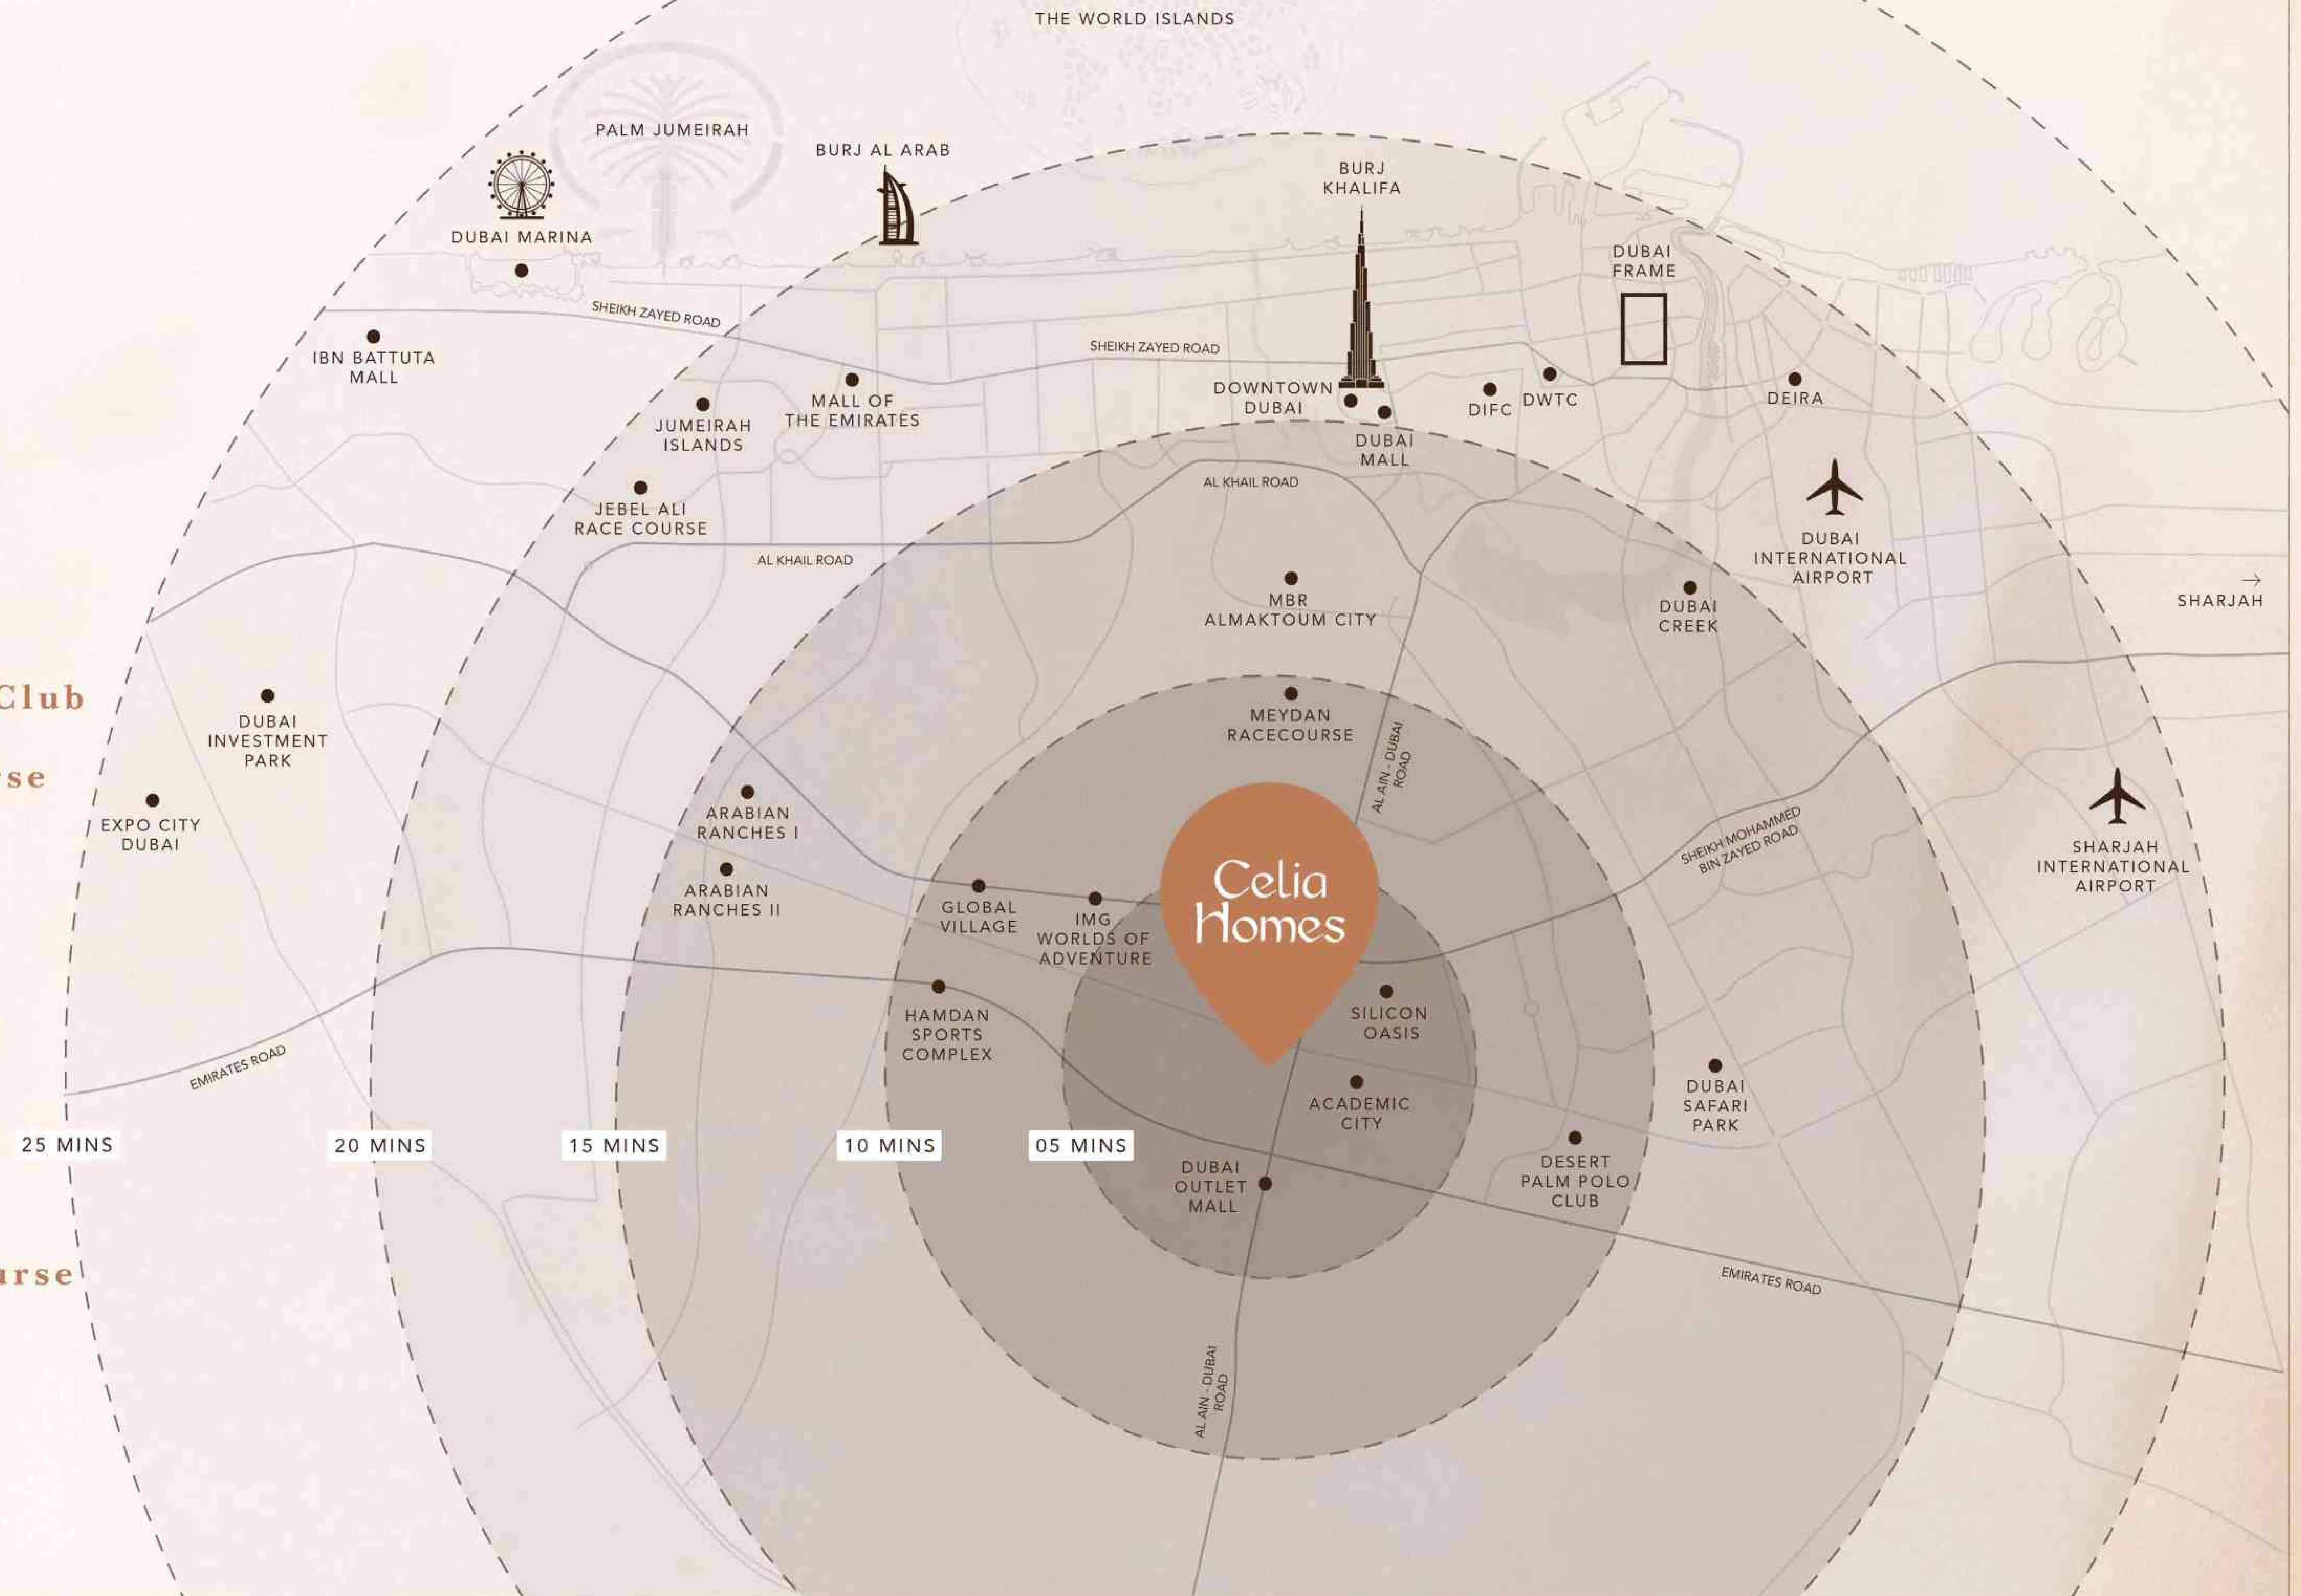 THE WORLD ISLANDS
PALM JUMEIRAH
BURJ AL ARAB
BURJ
KHALIFA
DUBAI MARINA
DUBAI
FRAME
SHEIKH ZAYED ROAD
SHEIKH ZAYED ROAD
IBN BATTUTA
MALL
MALL OF
THE EMIRATES
JUMEIRAH
ISLANDS
DOWNTOWN
DUBAI
DIFC
DWTC
DEIRA
DUBAI
MALL
AL KHAIL ROAD
JEBEL ALI
RACE COURSE
AL KHAIL ROAD
DUBAI
INTERNATIONAL
AIRPORT
MBR
ALMAKTOUM CITY
DUBAI
CREEK
→
SHARJAH
Club
se
DUBAI
INVESTMENT
PARK
MEYDAN
RACECOURSE
AL AIN - DUBAI
ROAD
EXPO CITY
DUBAI
ARABIAN
RANCHES I
ARABIAN
RANCHES II
SHEIKH MOHAMMED
BIN ZAYED ROAD
SHARJAH
INTERNATIONAL
AIRPORT
Celia
Homes
GLOBAL
VILLAGE
IMG
WORLDS OF
ADVENTURE
HAMDAN
SPORTS
COMPLEX
SILICON
OASIS
EMIRATES ROAD
ACADEMIC
CITY
DUBAI
SAFARI
PARK
25 MINS
20 MINS
15 MINS
10 MINS
05 MINS
DUBAI
OUTLET
MALL
DESERT
PALM POLO
CLUB
urse
EMIRATES ROAD
AL AIN - DUBAI
ROAD